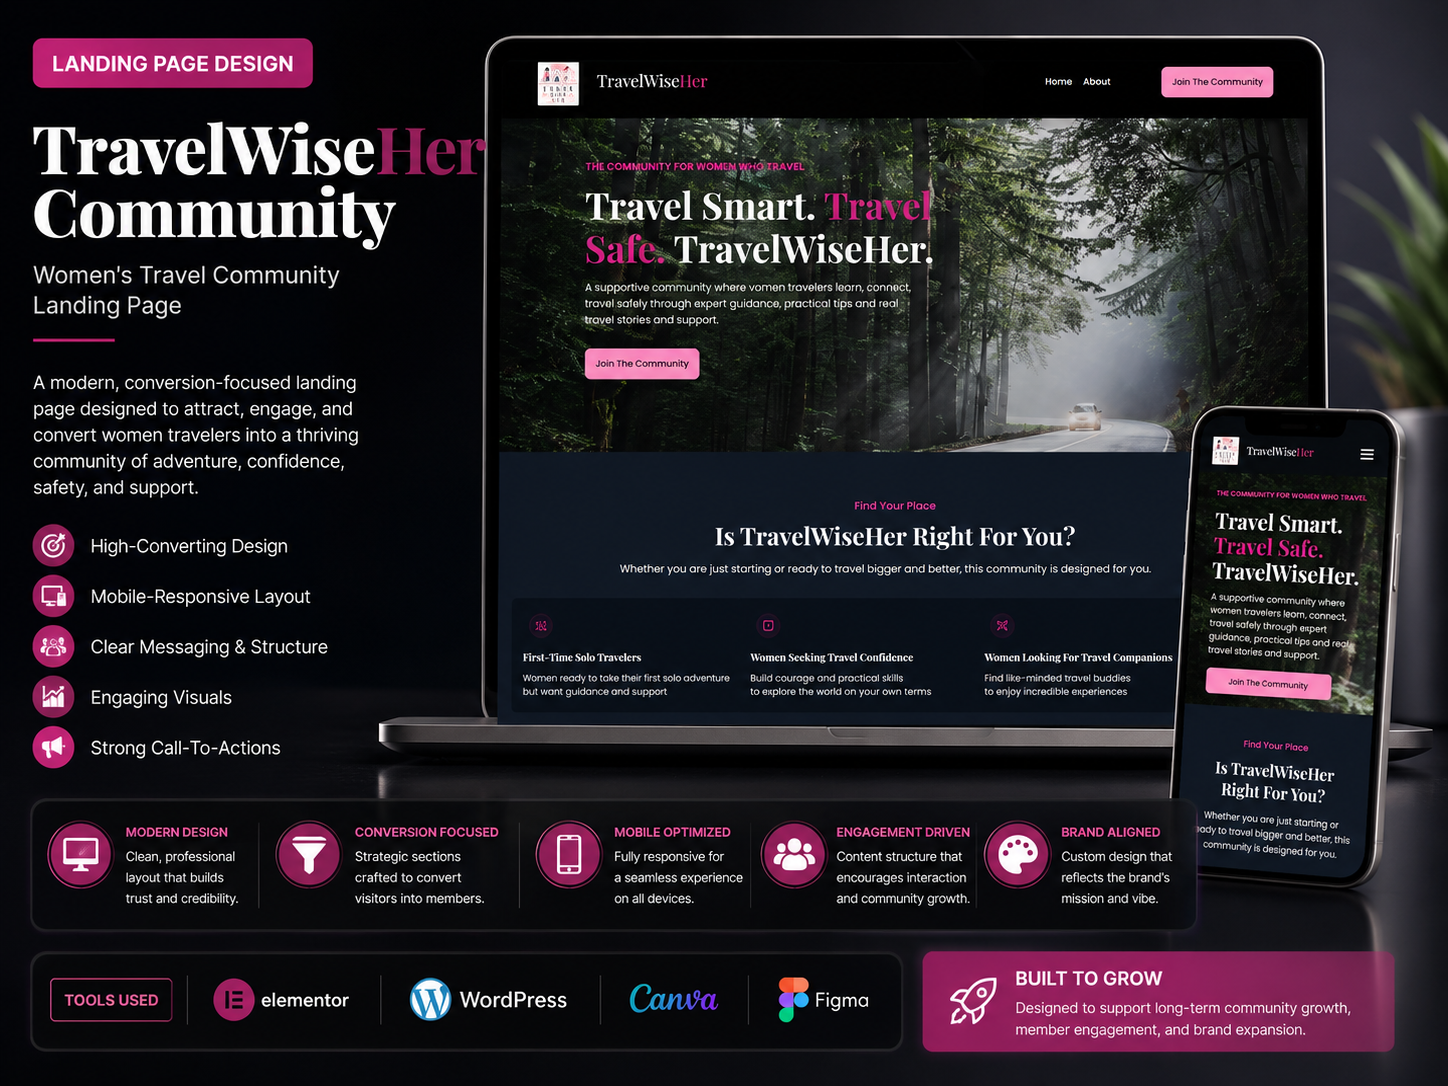 LANDING PAGE DESIGN
TravelWiseHer
Community
Women's Travel Community
Landing Page
A modern, conversion-focused landing
page designed to attract, engage, and
convert women travelers into a thriving
community of adventure, confidence,
safety, and support.
High-Converting Design
Mobile-Responsive Layout
Clear Messaging & Structure
Engaging Visuals
Strong Call-To-Actions
TravelWiseHer
Home About
Join The Community
THE COMMUNITY FOR WOMEN WHO TRAVEL
Travel Smart. Travel
Safe. TravelWiseHer.
A supportive community where vomen travelers learn, connect,
travel safely through expert guidance, practical tips and real
travel stories and support.
Join The Community
Find Your Place
Is TravelWiseHer Right For You?
Whether you are just starting or ready to travel bigger and better, this community is designed for you.
First-Time Solo Travelers
Women ready to take their first solo adventure
but want guidance and support
Women Seeking Travel Confidence
Build courage and practical skills
to explore the world on your own terms
Women Looking For Travel Companions
Find like-minded travel buddies
to enjoy incredible experiences
TravelWiseHer
THE COMMUNITY FOR WOMEN WHO TRAVEL
Travel Smart.
Travel Safe.
TravelWiseHer.
A supportive community where
women travelers learn, connect,
travel safely through expert
guidance, practical tips and real
travel stories and support.
Join The Community
Find Your Place
Is TravelWiseHer
Right For You?
Whether you are just starting or
ady to travel bigger and better, this
community is designed for you.
MODERN DESIGN
Clean, professional
layout that builds
trust and credibility.
CONVERSION FOCUSED
Strategic sections
crafted to convert
visitors into members.
MOBILE OPTIMIZED
Fully responsive for
a seamless experience
on all devices.
ENGAGEMENT DRIVEN
Content structure that
encourages interaction
and community growth.
BRAND ALIGNED
Custom design that
reflects the brand's
mission and vibe.
TOOLS USED
elementor
WordPress
Canva
Figma
BUILT TO GROW
Designed to support long-term community growth,
member engagement, and brand expansion.